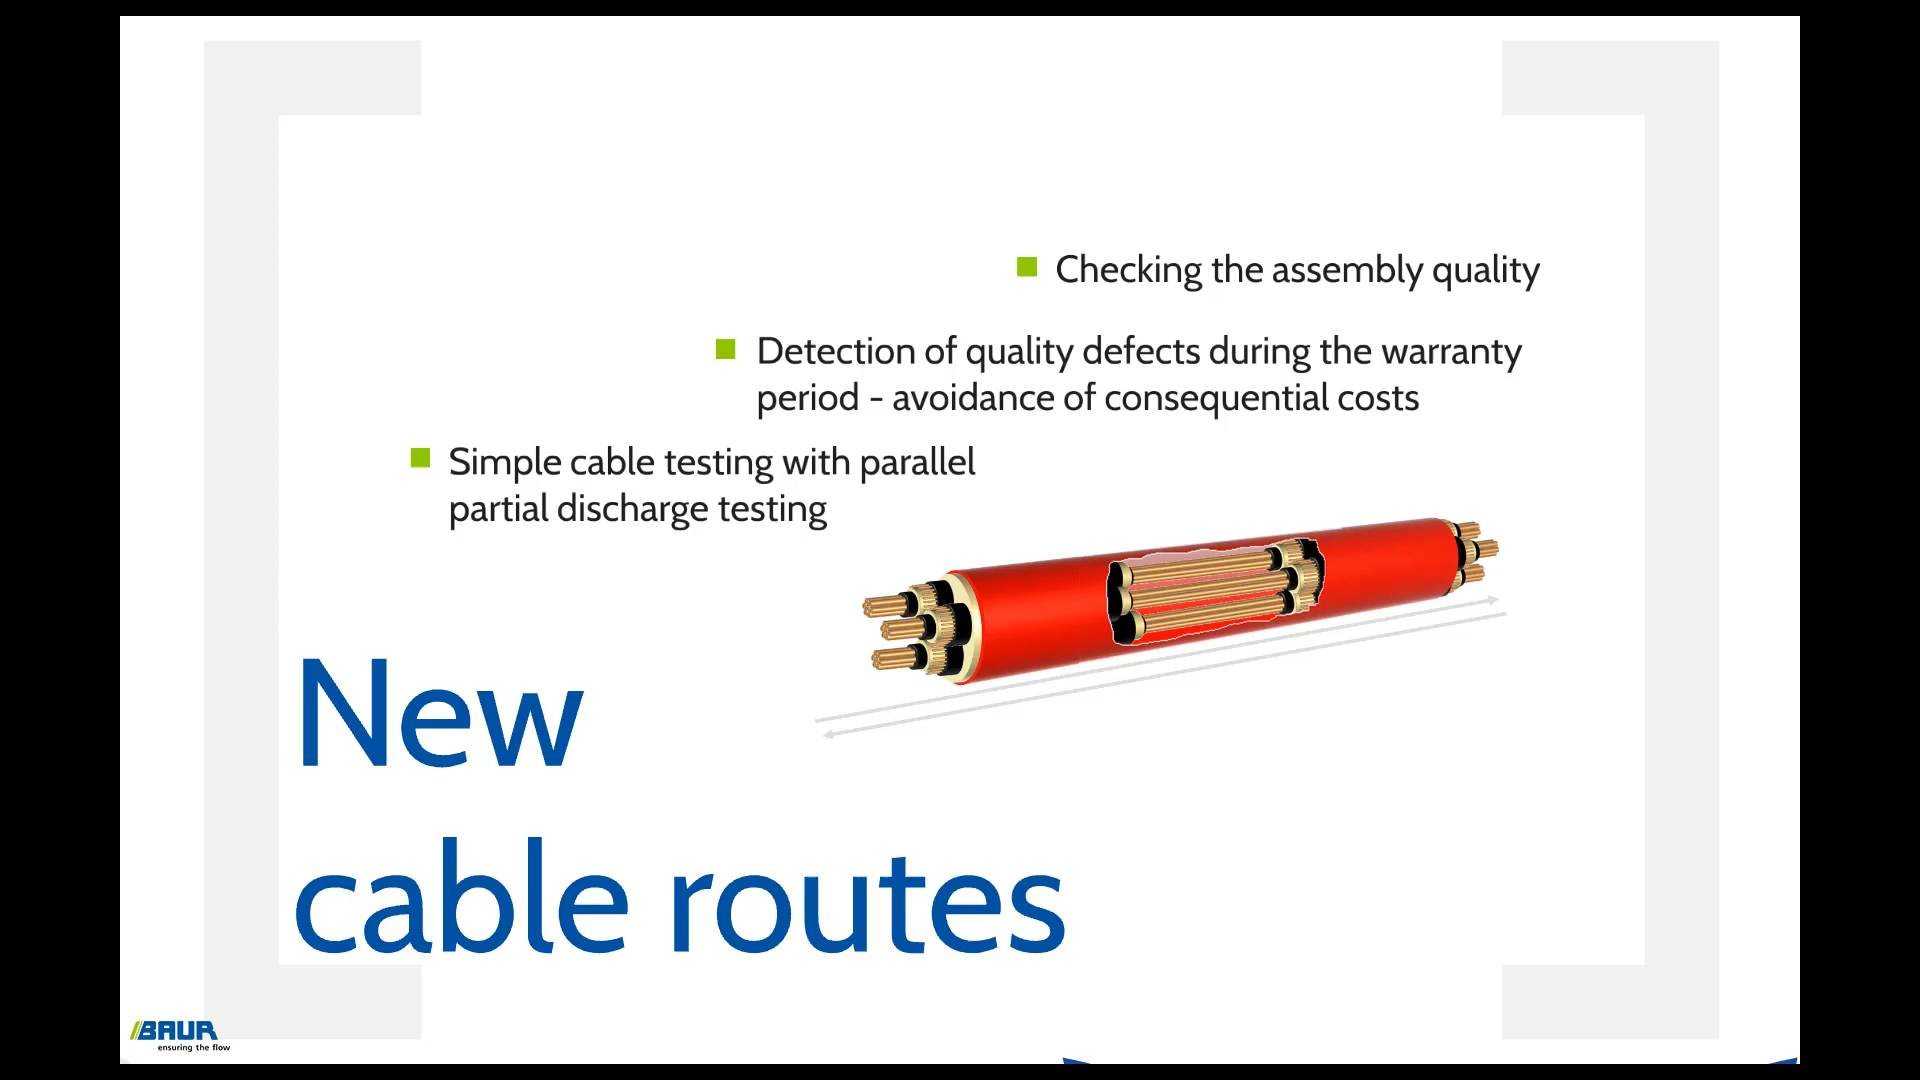 Checking the assembly quality
Detection of quality defects during the warranty
period - avoidance of consequential costs
Simple cable testing with parallel
partial discharge testing
New
cable routes
BAUR
ensuring the flow